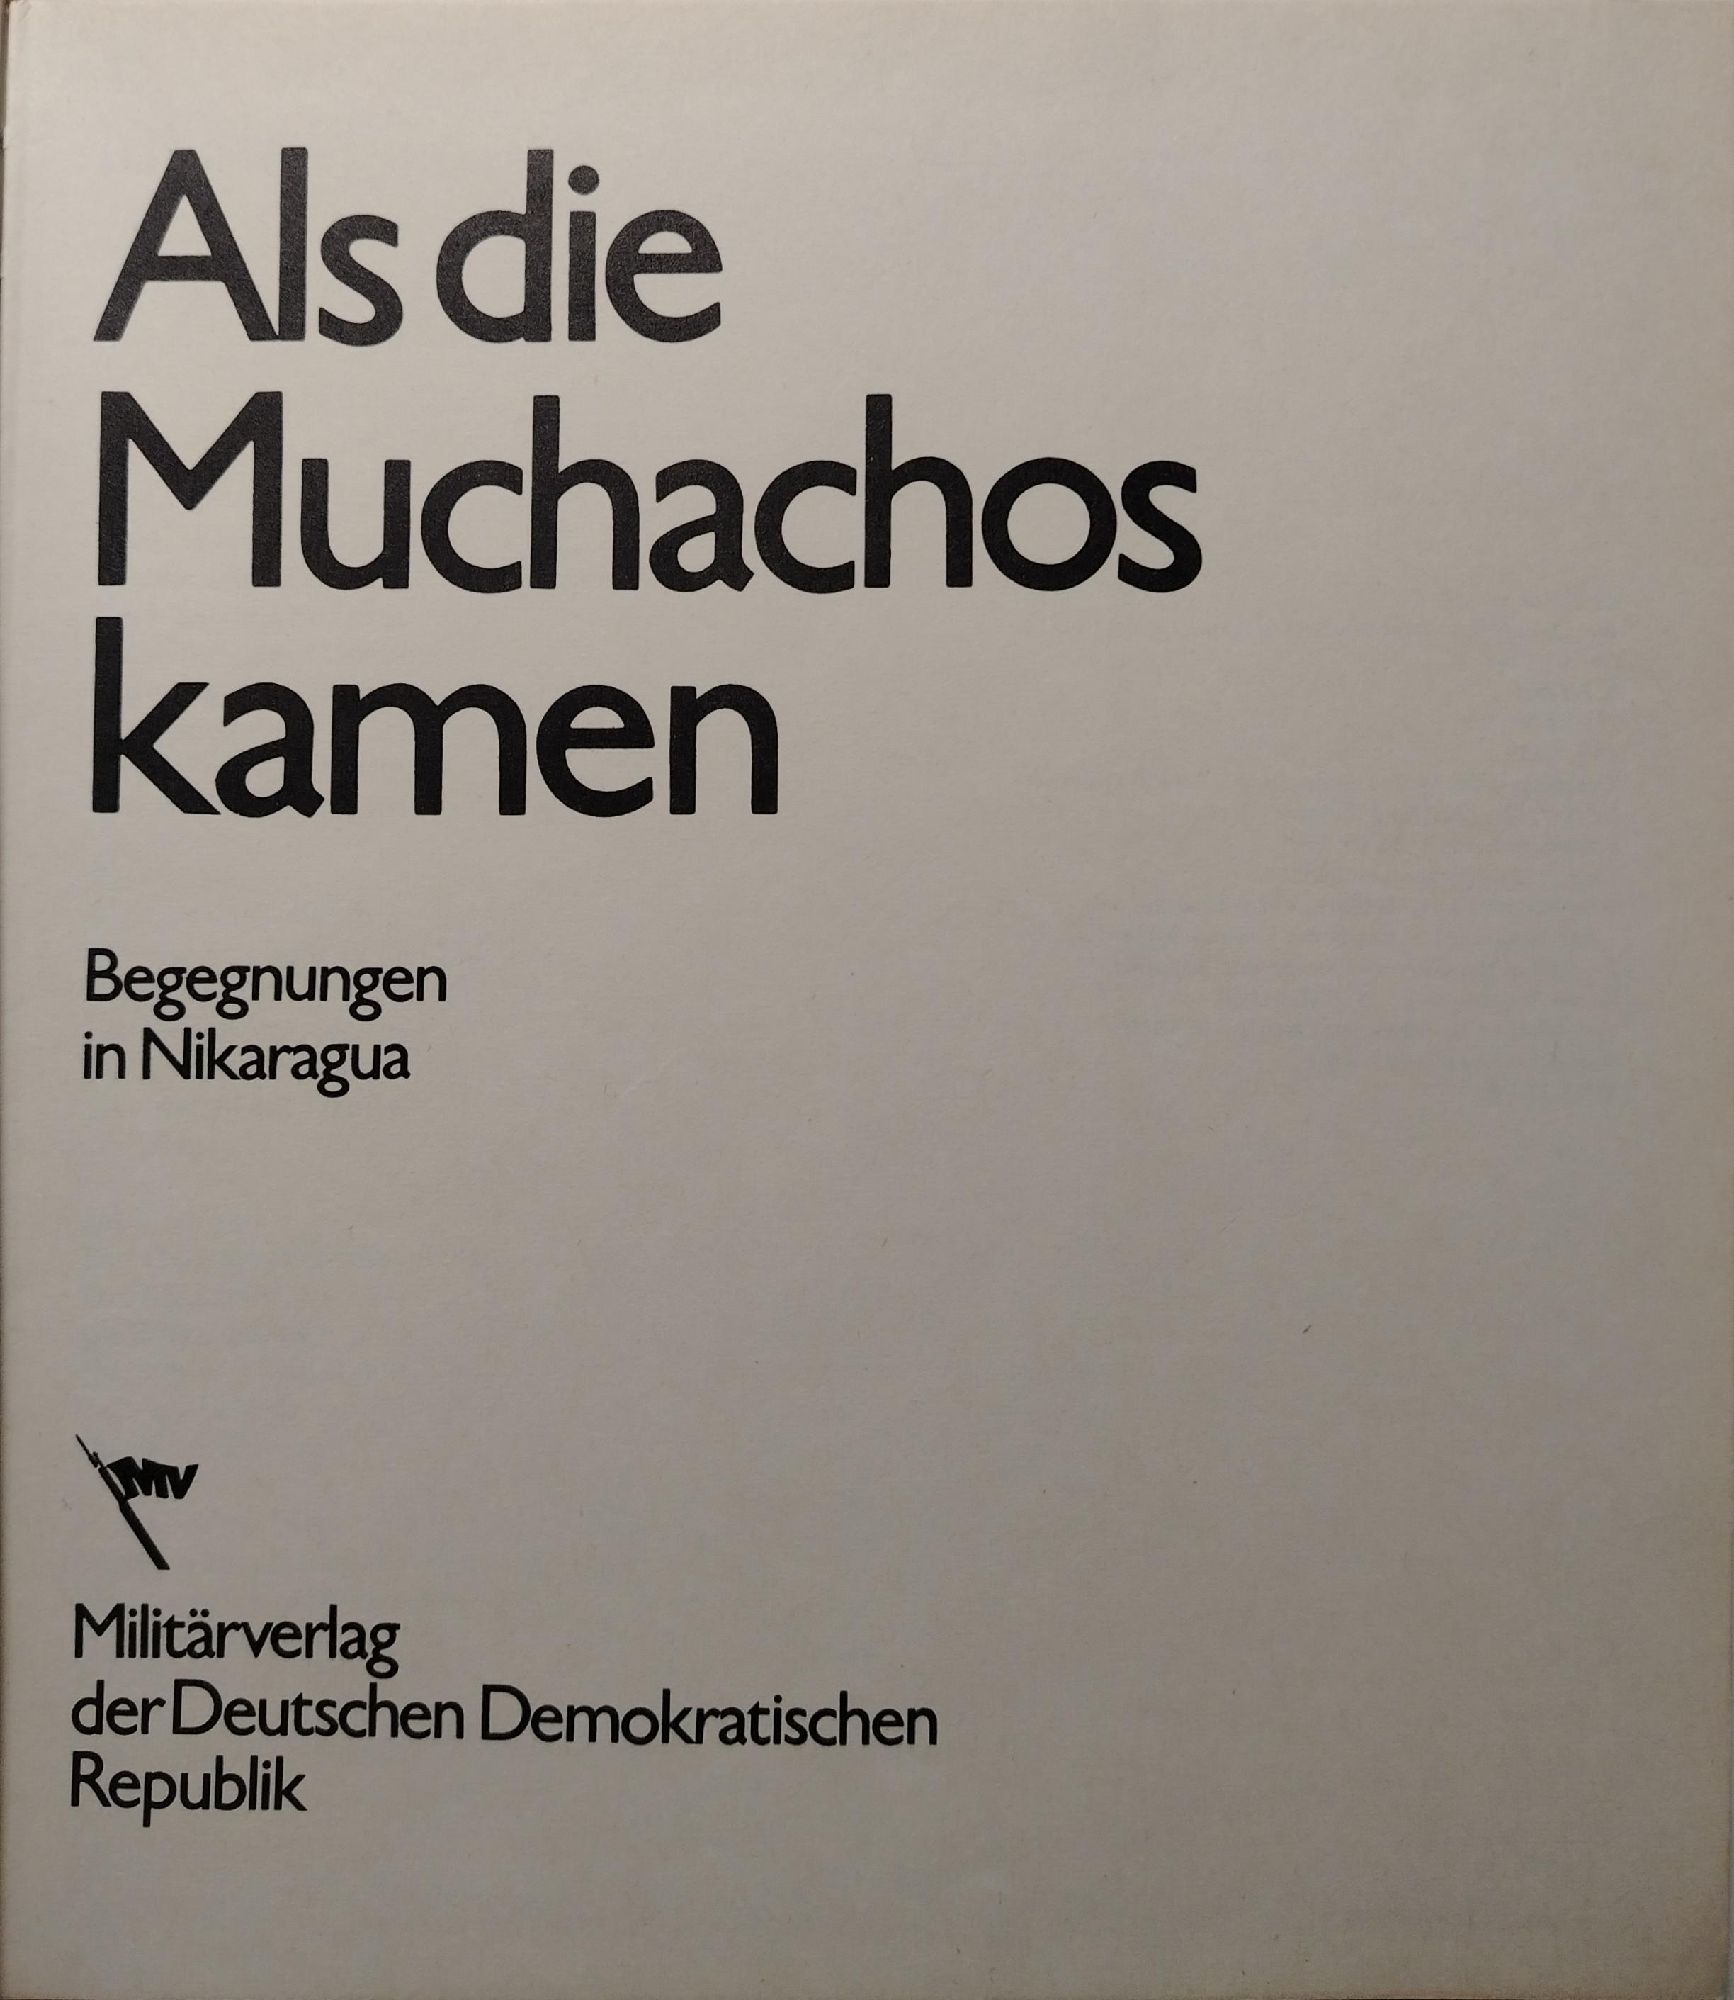 Als die
Muchachos
kamen
Begegnungen
in Nikaragua
MV
Militärverlag
der Deutschen Demokratischen
Republik